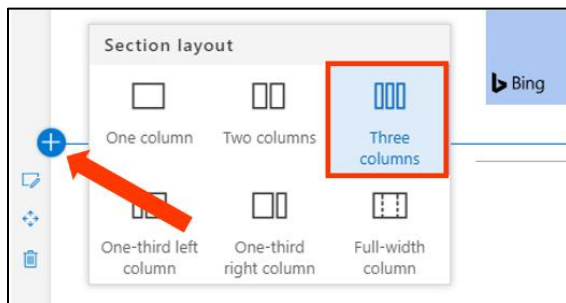 Section layout
Bing
One column
Two columns
Three
columns
One-third left
column
One-third
right column
Full-width
column